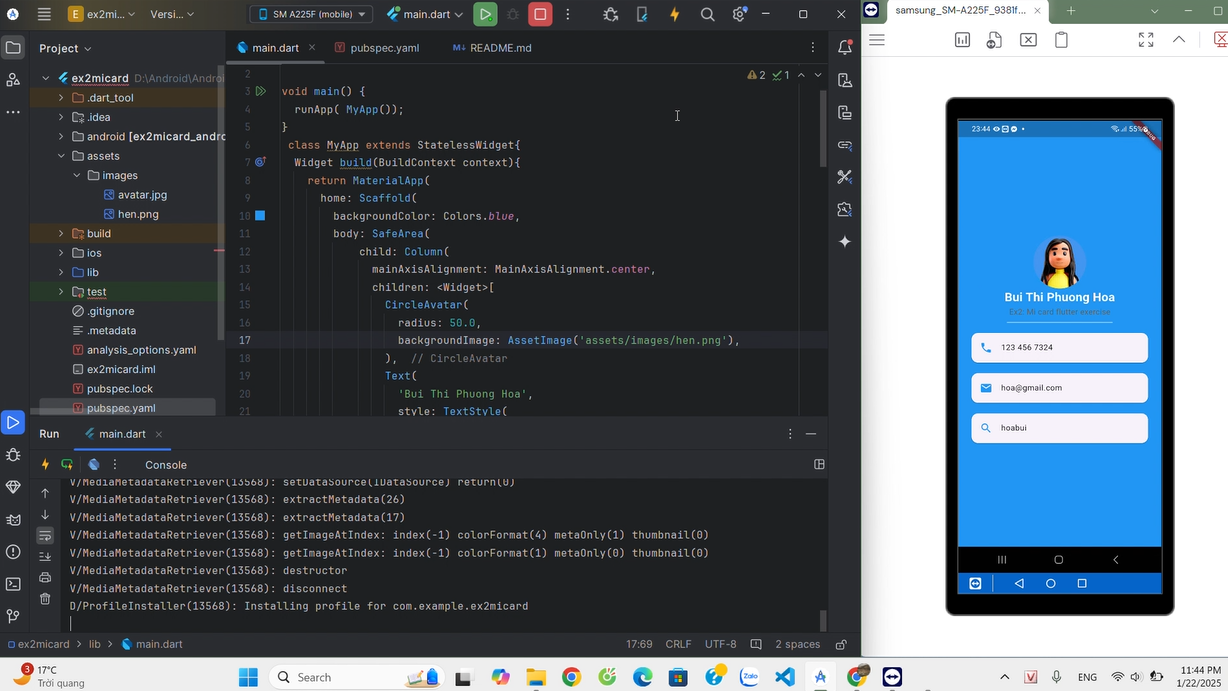 E ex2mi...
Versi...
SM A225F (mobile)
main.dart
samsung_SM-A225F_9381f...
Project
main.dart
pubspec.yaml
M↓ README.md
ex2micard D:\Android\Androi
.dart_tool
.idea
android [ex2micard_andro
assets
images
avatar.jpg
hen.png
build
ios
lib
test
.gitignore
.metadata
analysis_options.yaml
ex2micard.iml
pubspec.lock
pubspec.yaml
2 1
2
3 void main() {
4 runApp( MyApp());
5 }
6 class MyApp extends StatelessWidget{
7 Widget build(BuildContext context){
8 return MaterialApp(
9 home: Scaffold(
10 backgroundColor: Colors.blue,
11 body: SafeArea(
12 child: Column(
13 mainAxisAlignment: MainAxisAlignment.center,
14 children: <Widget>[
15 CircleAvatar(
16 radius: 50.0,
17 backgroundImage: AssetImage('assets/images/hen.png'),
18 ), // CircleAvatar
19 Text(
20 'Bui Thi Phuong Hoa',
21 style: TextStyle(
Run main.dart
Console
V/MediaMetadataRetriever(13568): setDataSource(IDataSource) return(0)
V/MediaMetadataRetriever(13568): extractMetadata(26)
V/MediaMetadataRetriever(13568): extractMetadata(17)
V/MediaMetadataRetriever(13568): getImageAtIndex: index(-1) colorFormat(4) metaOnly(1) thumbnail(0)
V/MediaMetadataRetriever(13568): getImageAtIndex: index(-1) colorFormat(1) metaOnly(0) thumbnail(0)
V/MediaMetadataRetriever(13568): destructor
V/MediaMetadataRetriever(13568): disconnect
D/ProfileInstaller(13568): Installing profile for com.example.ex2micard
ex2micard > lib > main.dart
17:69 CRLF UTF-8 2 spaces
23:44
55%
Bui Thi Phuong Hoa
Ex2: Mi card flutter exercise
123 456 7324
hoa@gmail.com
hoabui
3
17°C
Trời quang
Search
Zalo
ENG
11:44 PM
1/22/2025